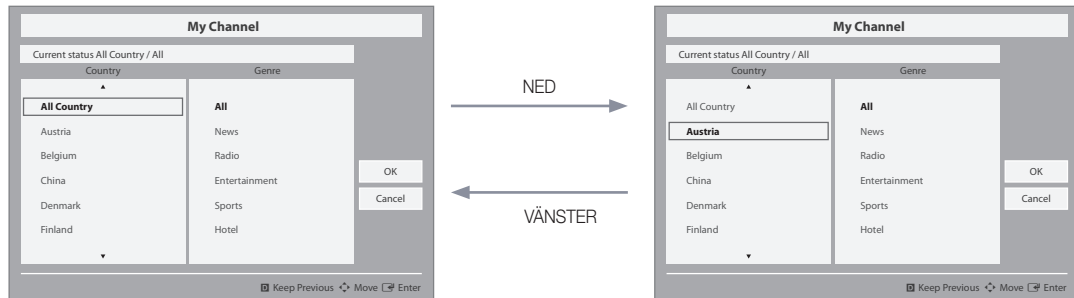 My Channel
Current status All Country / All
Country Genre
All Country All
Austria News
Belgium Radio
China Entertainment
Denmark Sports
Finland Hotel
OK
Cancel
D Keep Previous Move Enter
NED
VÄNSTER
My Channel
Current status All Country / All
Country Genre
All Country All
Austria News
Belgium Radio
China Entertainment
Denmark Sports
Finland Hotel
OK
Cancel
D Keep Previous Move Enter